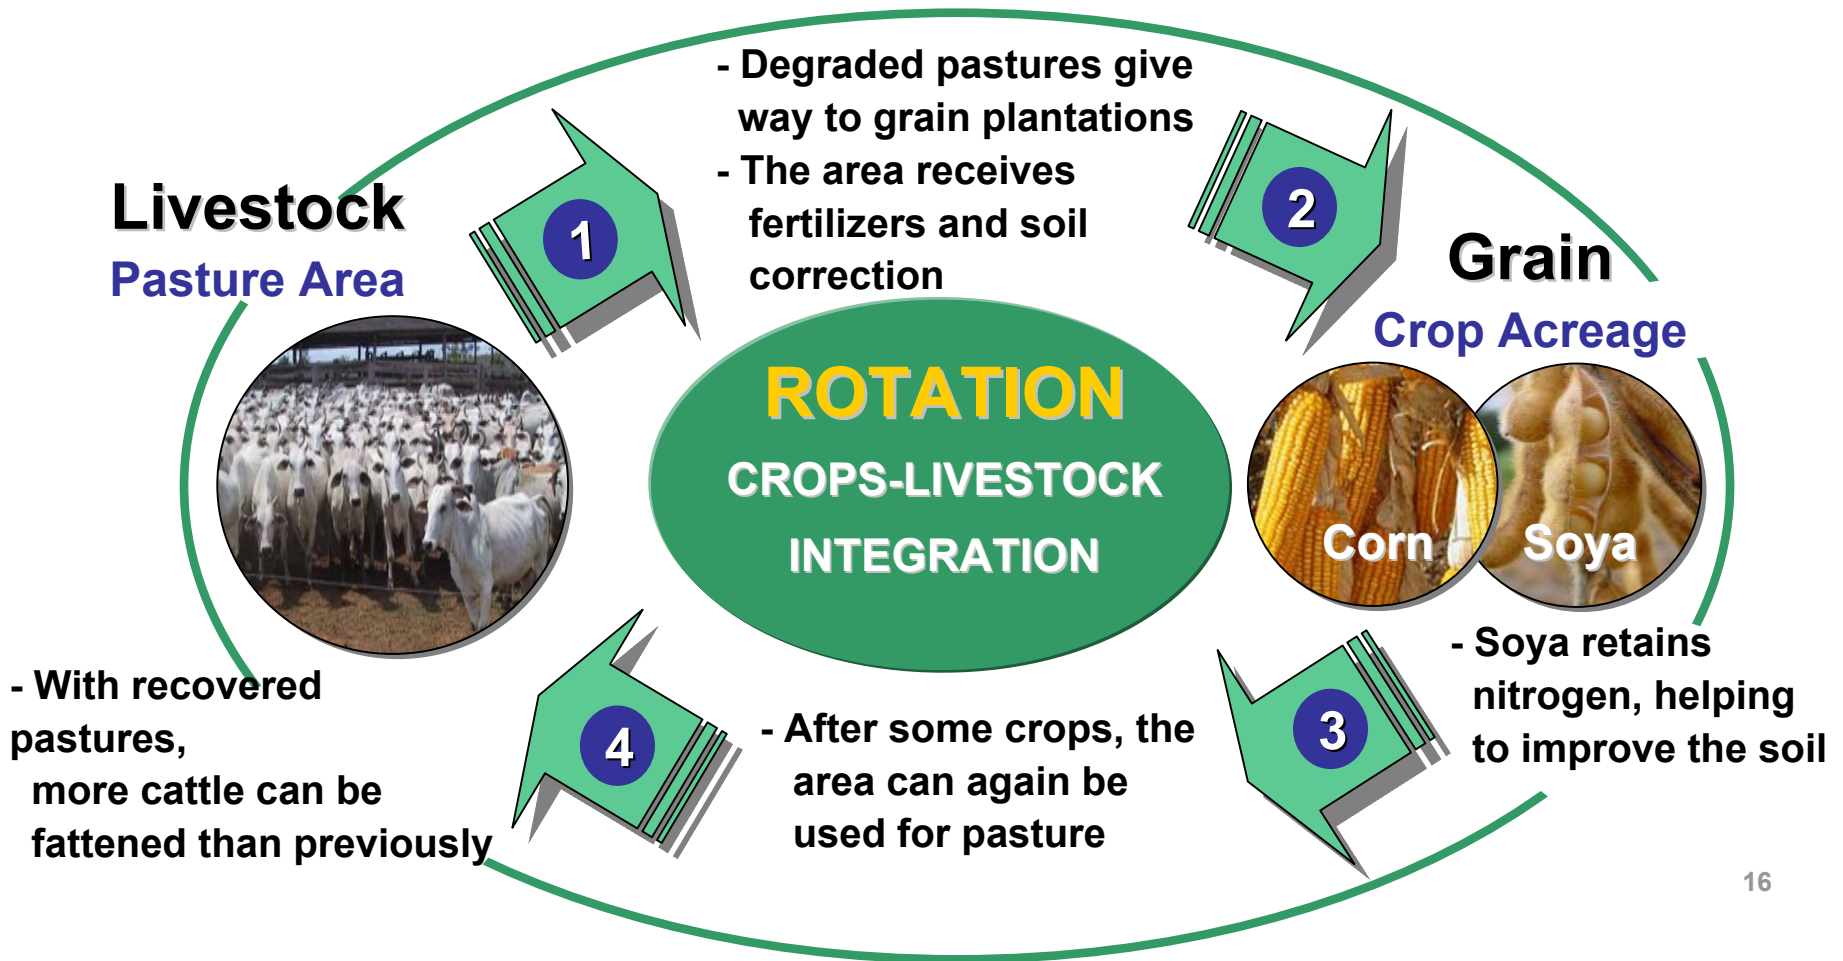 Livestock
Pasture Area
1
- Degraded pastures give
way to grain plantations
- The area receives
fertilizers and soil
correction
2
Grain
Crop Acreage
Corn
Soya
ROTATION
CROPS-LIVESTOCK
INTEGRATION
- Soya retains
nitrogen, helping
to improve the soil
3
- After some crops, the
area can again be
used for pasture
4
- With recovered
pastures,
more cattle can be
fattened than previously
16